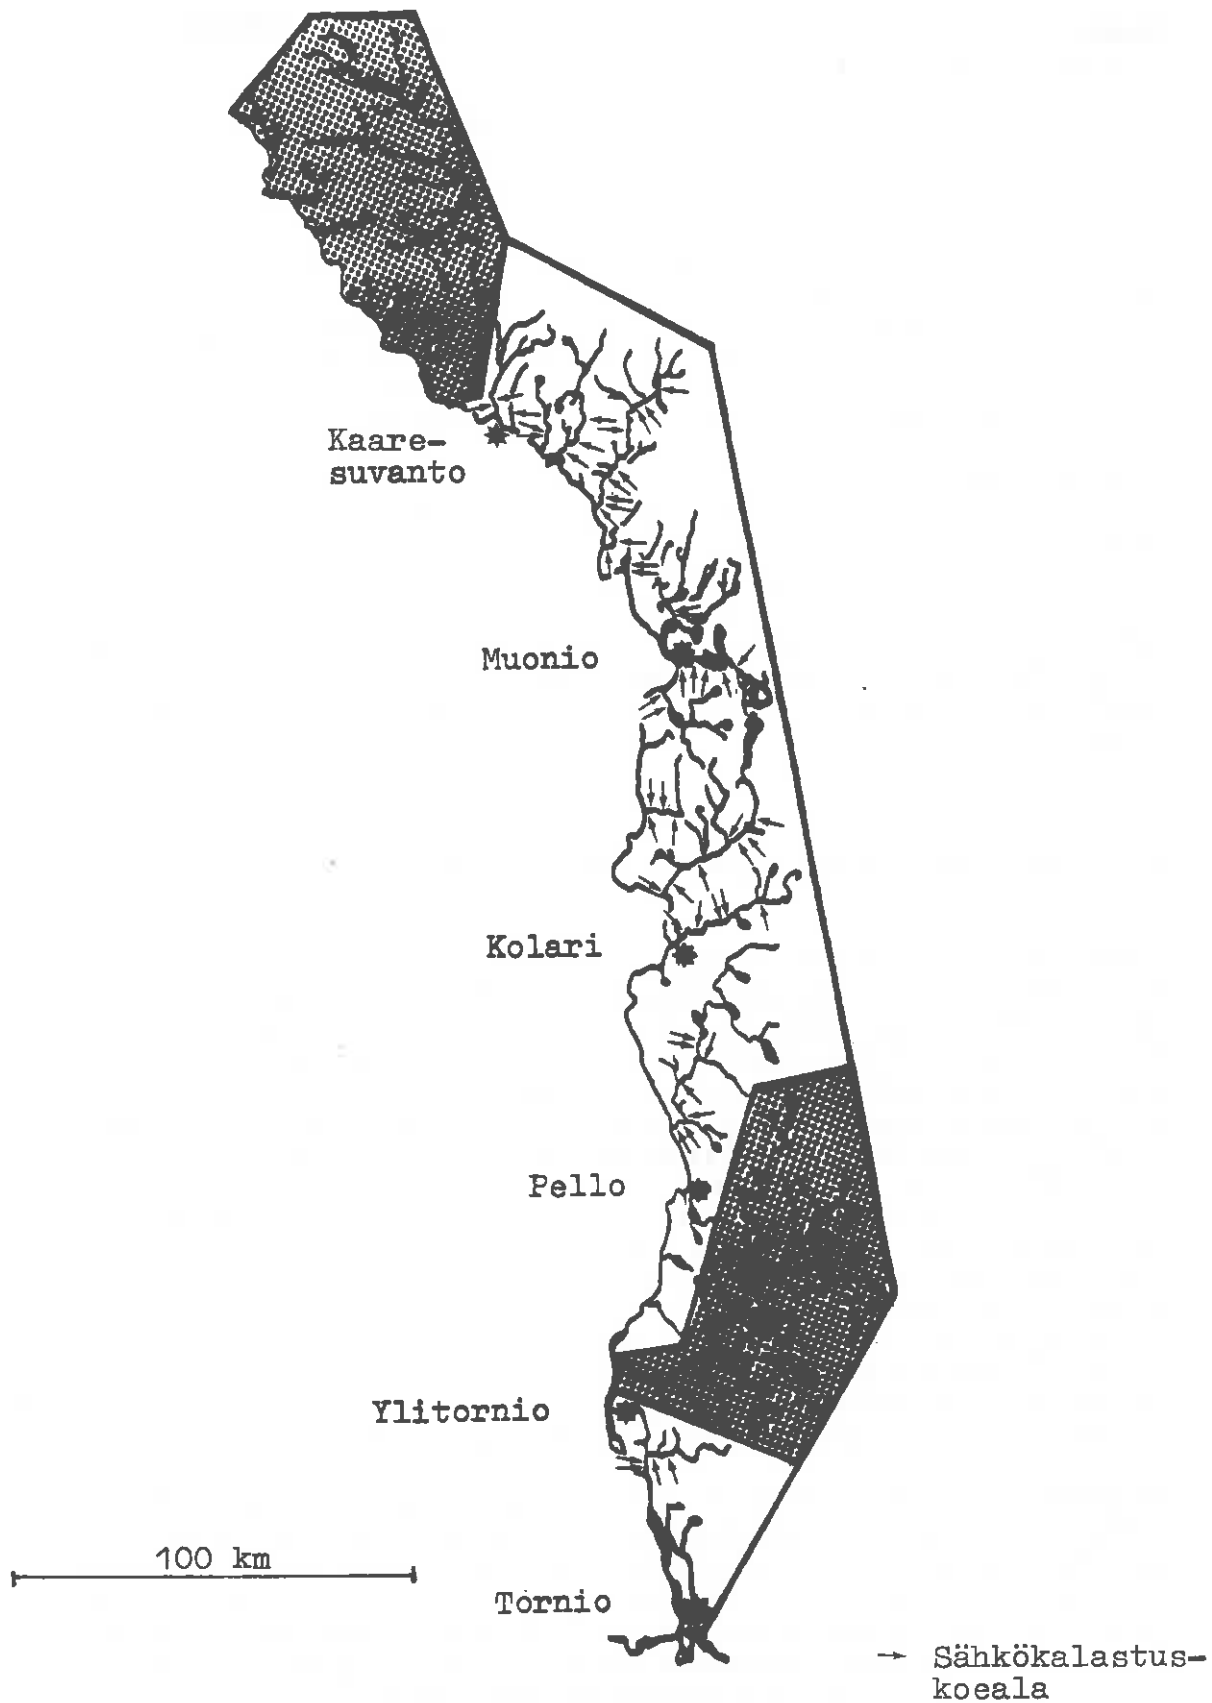 Kaare-
suvanto
Muonio
Kolari
Pello
Ylitornio
100 km
Tornio
→ Sähkökalastus-
koeala